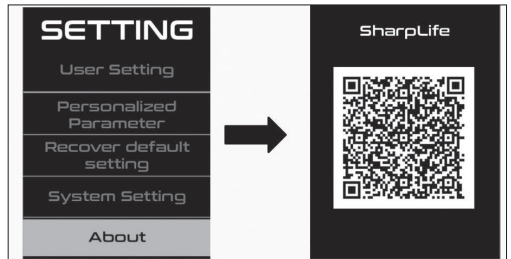 SETTING
User Setting
Personalized
Parameter
Recover default
setting
System Setting
About
SharpLife